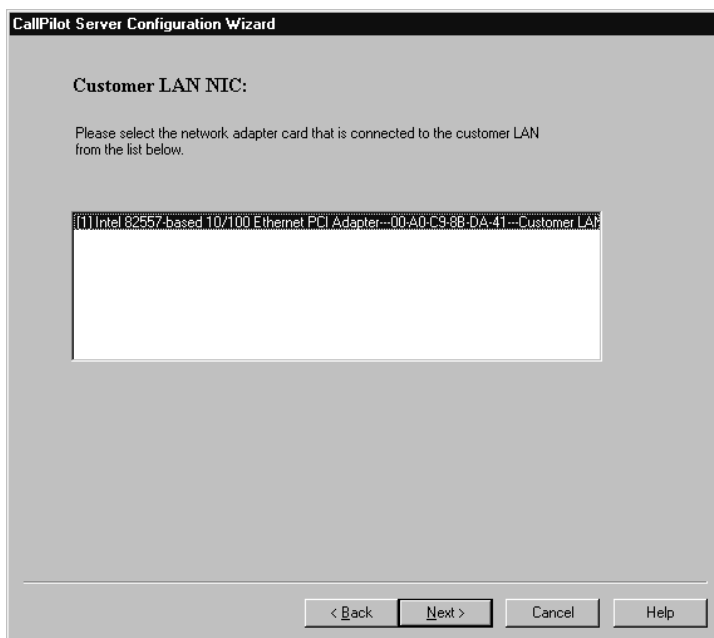 CallPilot Server Configuration Wizard
Customer LAN NIC:
Please select the network adapter card that is connected to the customer LAN
from the list below.
[1] Intel 82557-based 10/100 Ethernet PCI Adapter---00-A0-C9-8B-DA-41---Customer LAN
< Back Next > Cancel Help